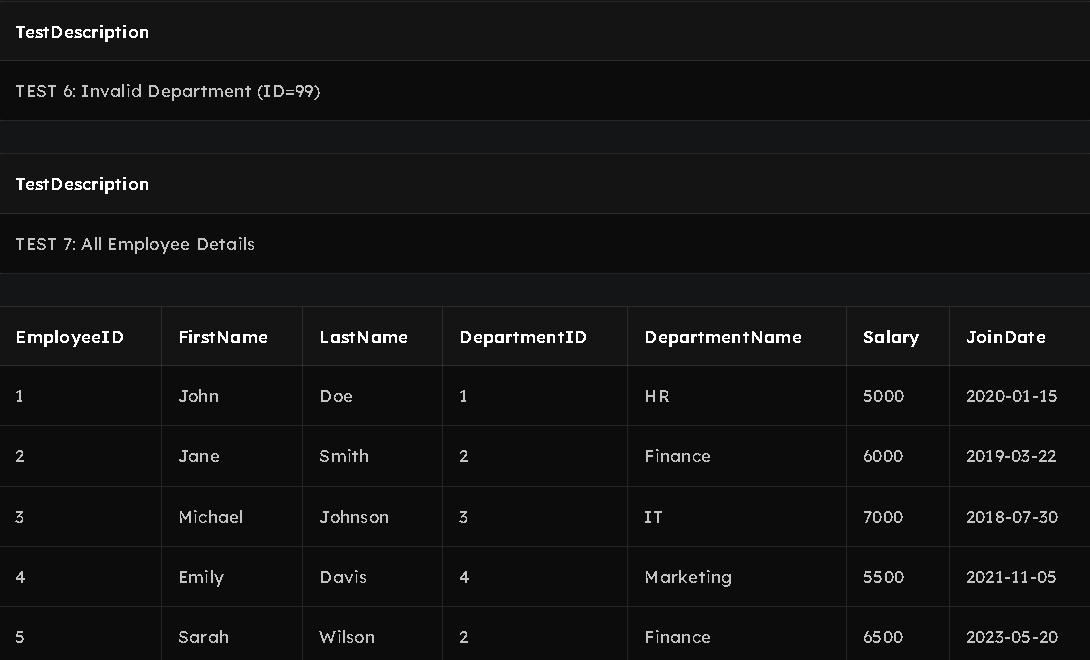 TestDescription
TEST 6: Invalid Department (ID=99)
TestDescription
TEST 7: All Employee Details
EmployeeID FirstName LastName DepartmentID DepartmentName Salary JoinDate
1 John Doe 1 HR 5000 2020-01-15
2 Jane Smith 2 Finance 6000 2019-03-22
3 Michael Johnson 3 IT 7000 2018-07-30
4 Emily Davis 4 Marketing 5500 2021-11-05
5 Sarah Wilson 2 Finance 6500 2023-05-20